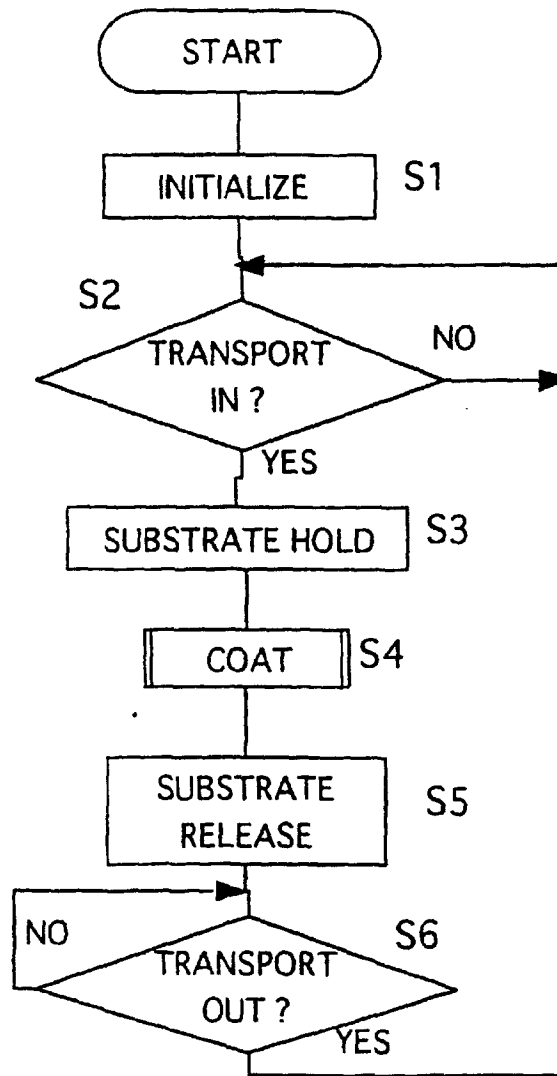 START
INITIALIZE
S1
S2
TRANSPORT
IN ?
NO
YES
SUBSTRATE HOLD
S3
COAT
S4
SUBSTRATE
RELEASE
S5
NO
S6
TRANSPORT
OUT ?
YES